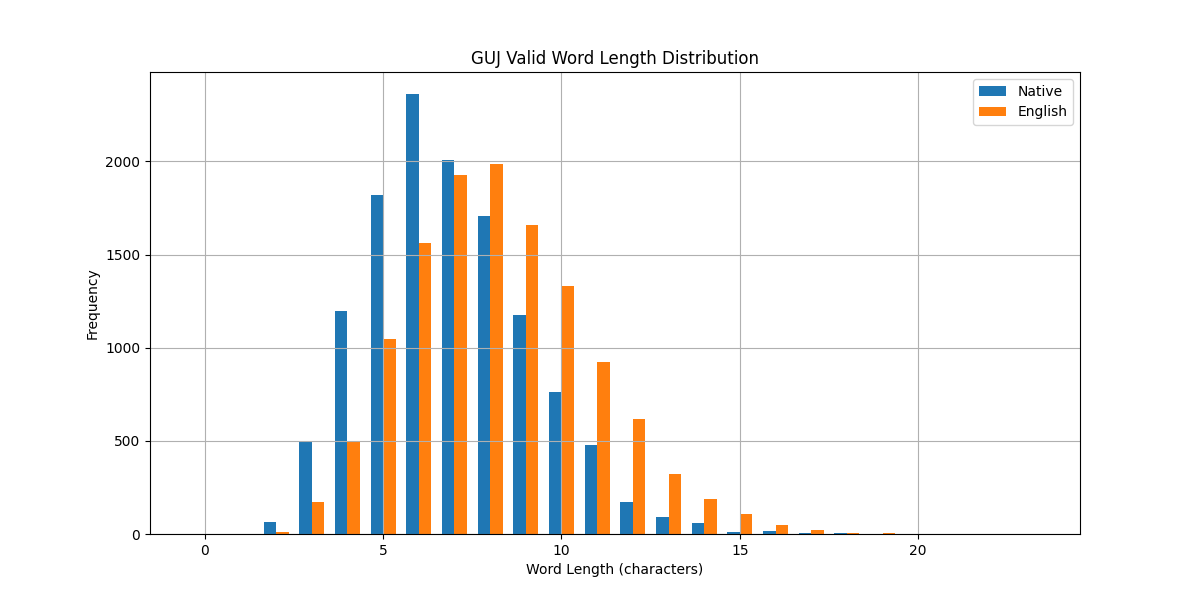 GUJ Valid Word Length Distribution
Native
English
2000
1500
1000
500
0
Frequency
0 5 10 15 20
Word Length (characters)